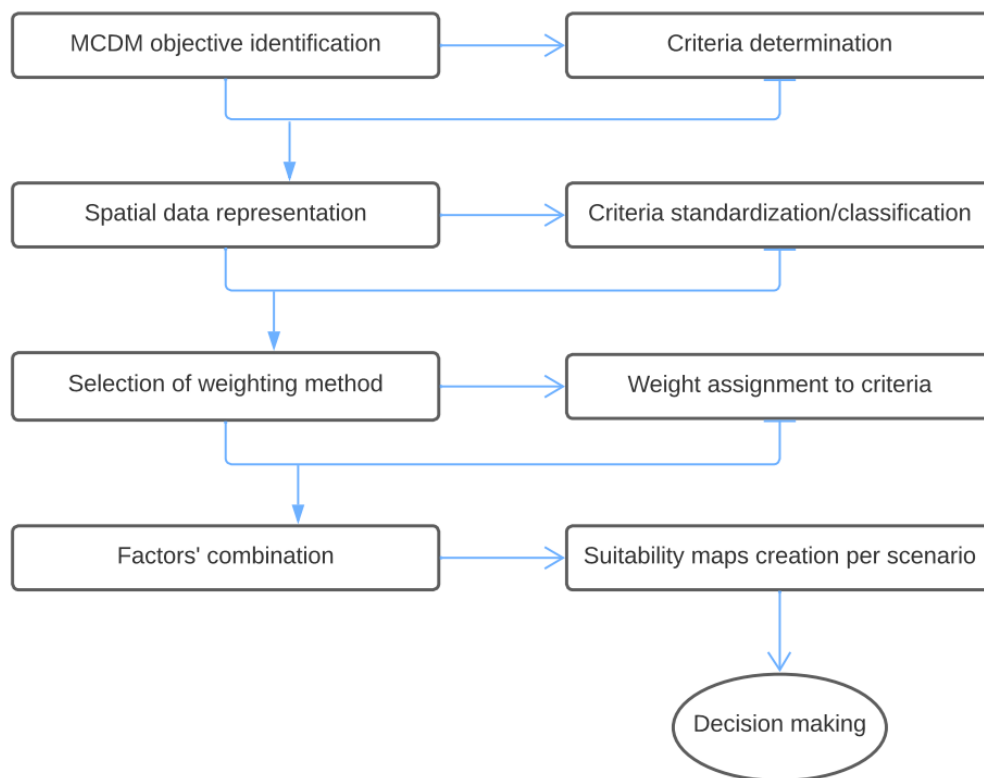 MCDM objective identification
Criteria determination
Spatial data representation
Criteria standardization/classification
Selection of weighting method
Weight assignment to criteria
Factors' combination
Suitability maps creation per scenario
Decision making